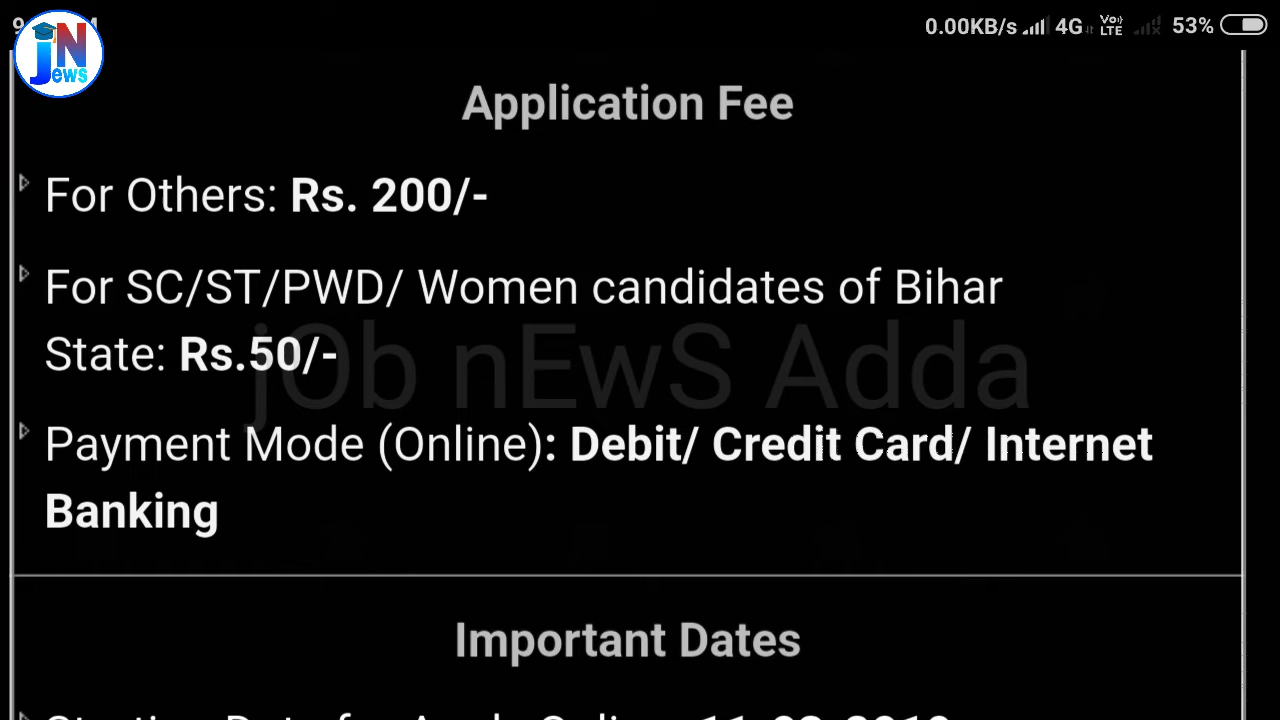 0.00KB/s 4G Vo) LTE 53%
jN ews
Application Fee
For Others: Rs. 200/-
For SC/ST/PWD/ Women candidates of Bihar
State: Rs.50/-
jOb nEwS Adda
Payment Mode (Online): Debit/ Credit Card/ Internet
Banking
Important Dates